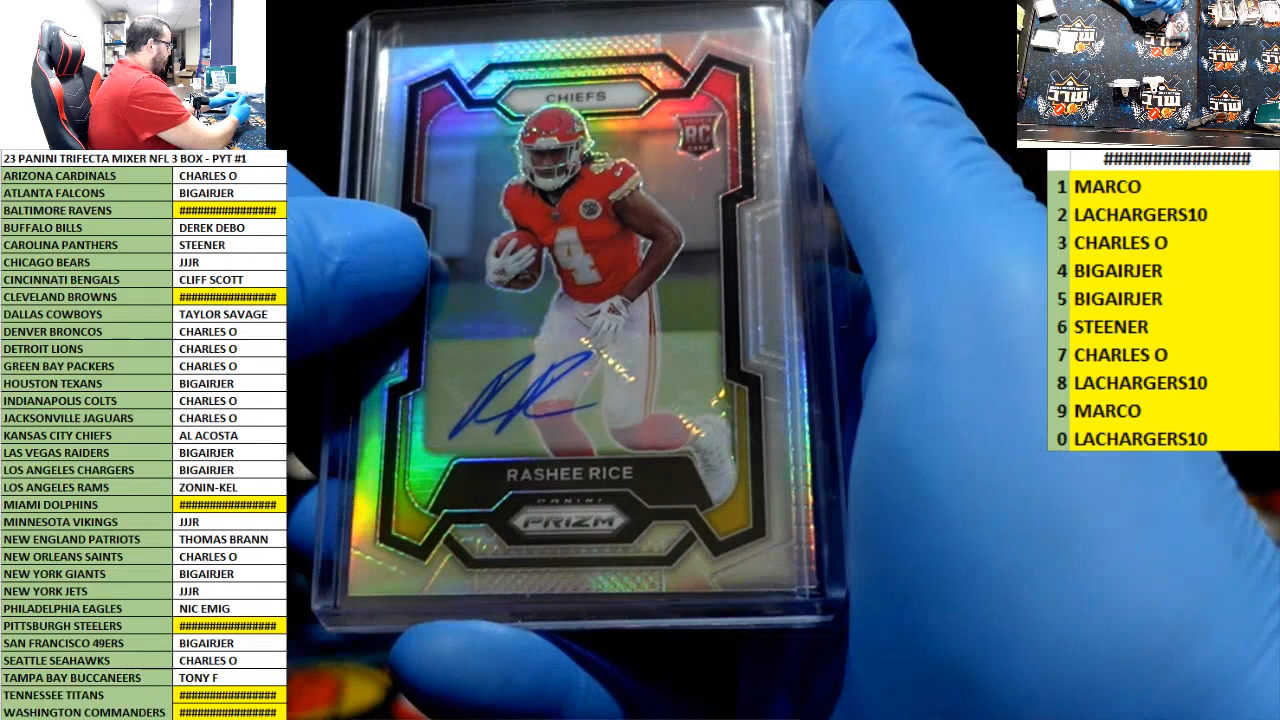 23 PANINI TRIFECTA MIXER NFL 3 BOX - PYT #1
ARIZONA CARDINALS CHARLES O
ATLANTA FALCONS BIGAIRJER
BALTIMORE RAVENS ################
BUFFALO BILLS DEREK DEBO
CAROLINA PANTHERS STEENER
CHICAGO BEARS JJJR
CINCINNATI BENGALS CLIFF SCOTT
CLEVELAND BROWNS ################
DALLAS COWBOYS TAYLOR SAVAGE
DENVER BRONCOS CHARLES O
DETROIT LIONS CHARLES O
GREEN BAY PACKERS CHARLES O
HOUSTON TEXANS BIGAIRJER
INDIANAPOLIS COLTS CHARLES O
JACKSONVILLE JAGUARS CHARLES O
KANSAS CITY CHIEFS AL ACOSTA
LAS VEGAS RAIDERS BIGAIRJER
LOS ANGELES CHARGERS BIGAIRJER
LOS ANGELES RAMS ZONIN-KEL
MIAMI DOLPHINS ################
MINNESOTA VIKINGS JJJR
NEW ENGLAND PATRIOTS THOMAS BRANN
NEW ORLEANS SAINTS CHARLES O
NEW YORK GIANTS BIGAIRJER
NEW YORK JETS JJJR
PHILADELPHIA EAGLES NIC EMIG
PITTSBURGH STEELERS ################
SAN FRANCISCO 49ERS BIGAIRJER
SEATTLE SEAHAWKS CHARLES O
TAMPA BAY BUCCANEERS TONY F
TENNESSEE TITANS ################
WASHINGTON COMMANDERS ################
CHIEFS
RC
4
RASHEE RICE
PANINI
PRIZM
################
1 MARCO
2 LACHARGERS10
3 CHARLES O
4 BIGAIRJER
5 BIGAIRJER
6 STEENER
7 CHARLES O
8 LACHARGERS10
9 MARCO
0 LACHARGERS10